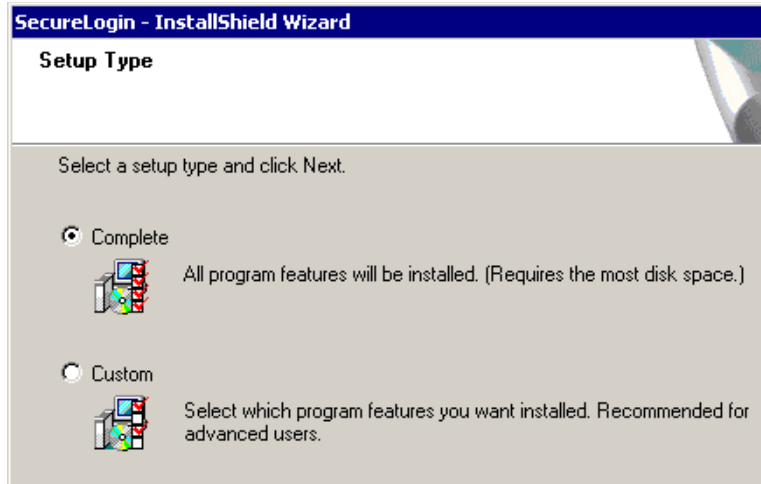 SecureLogin - InstallShield Wizard
Setup Type
Select a setup type and click Next.
Complete
All program features will be installed. (Requires the most disk space.)
Custom
Select which program features you want installed. Recommended for
advanced users.